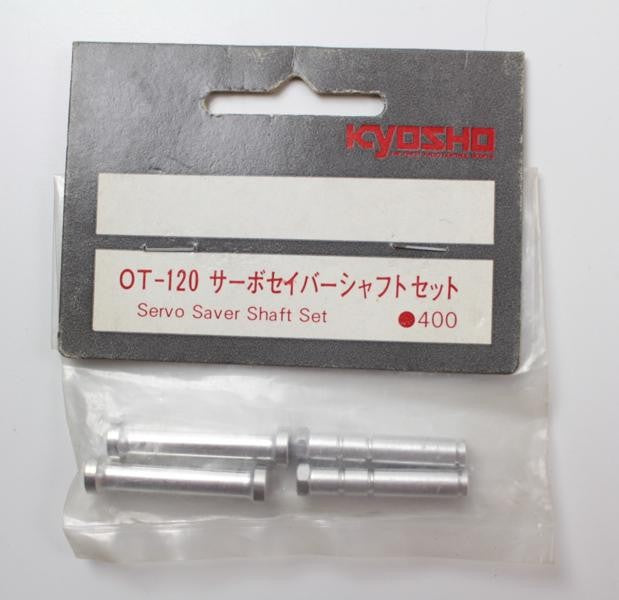 KYOSHO
OT-120 サーボセイバーシャフトセット
Servo Saver Shaft Set
●400